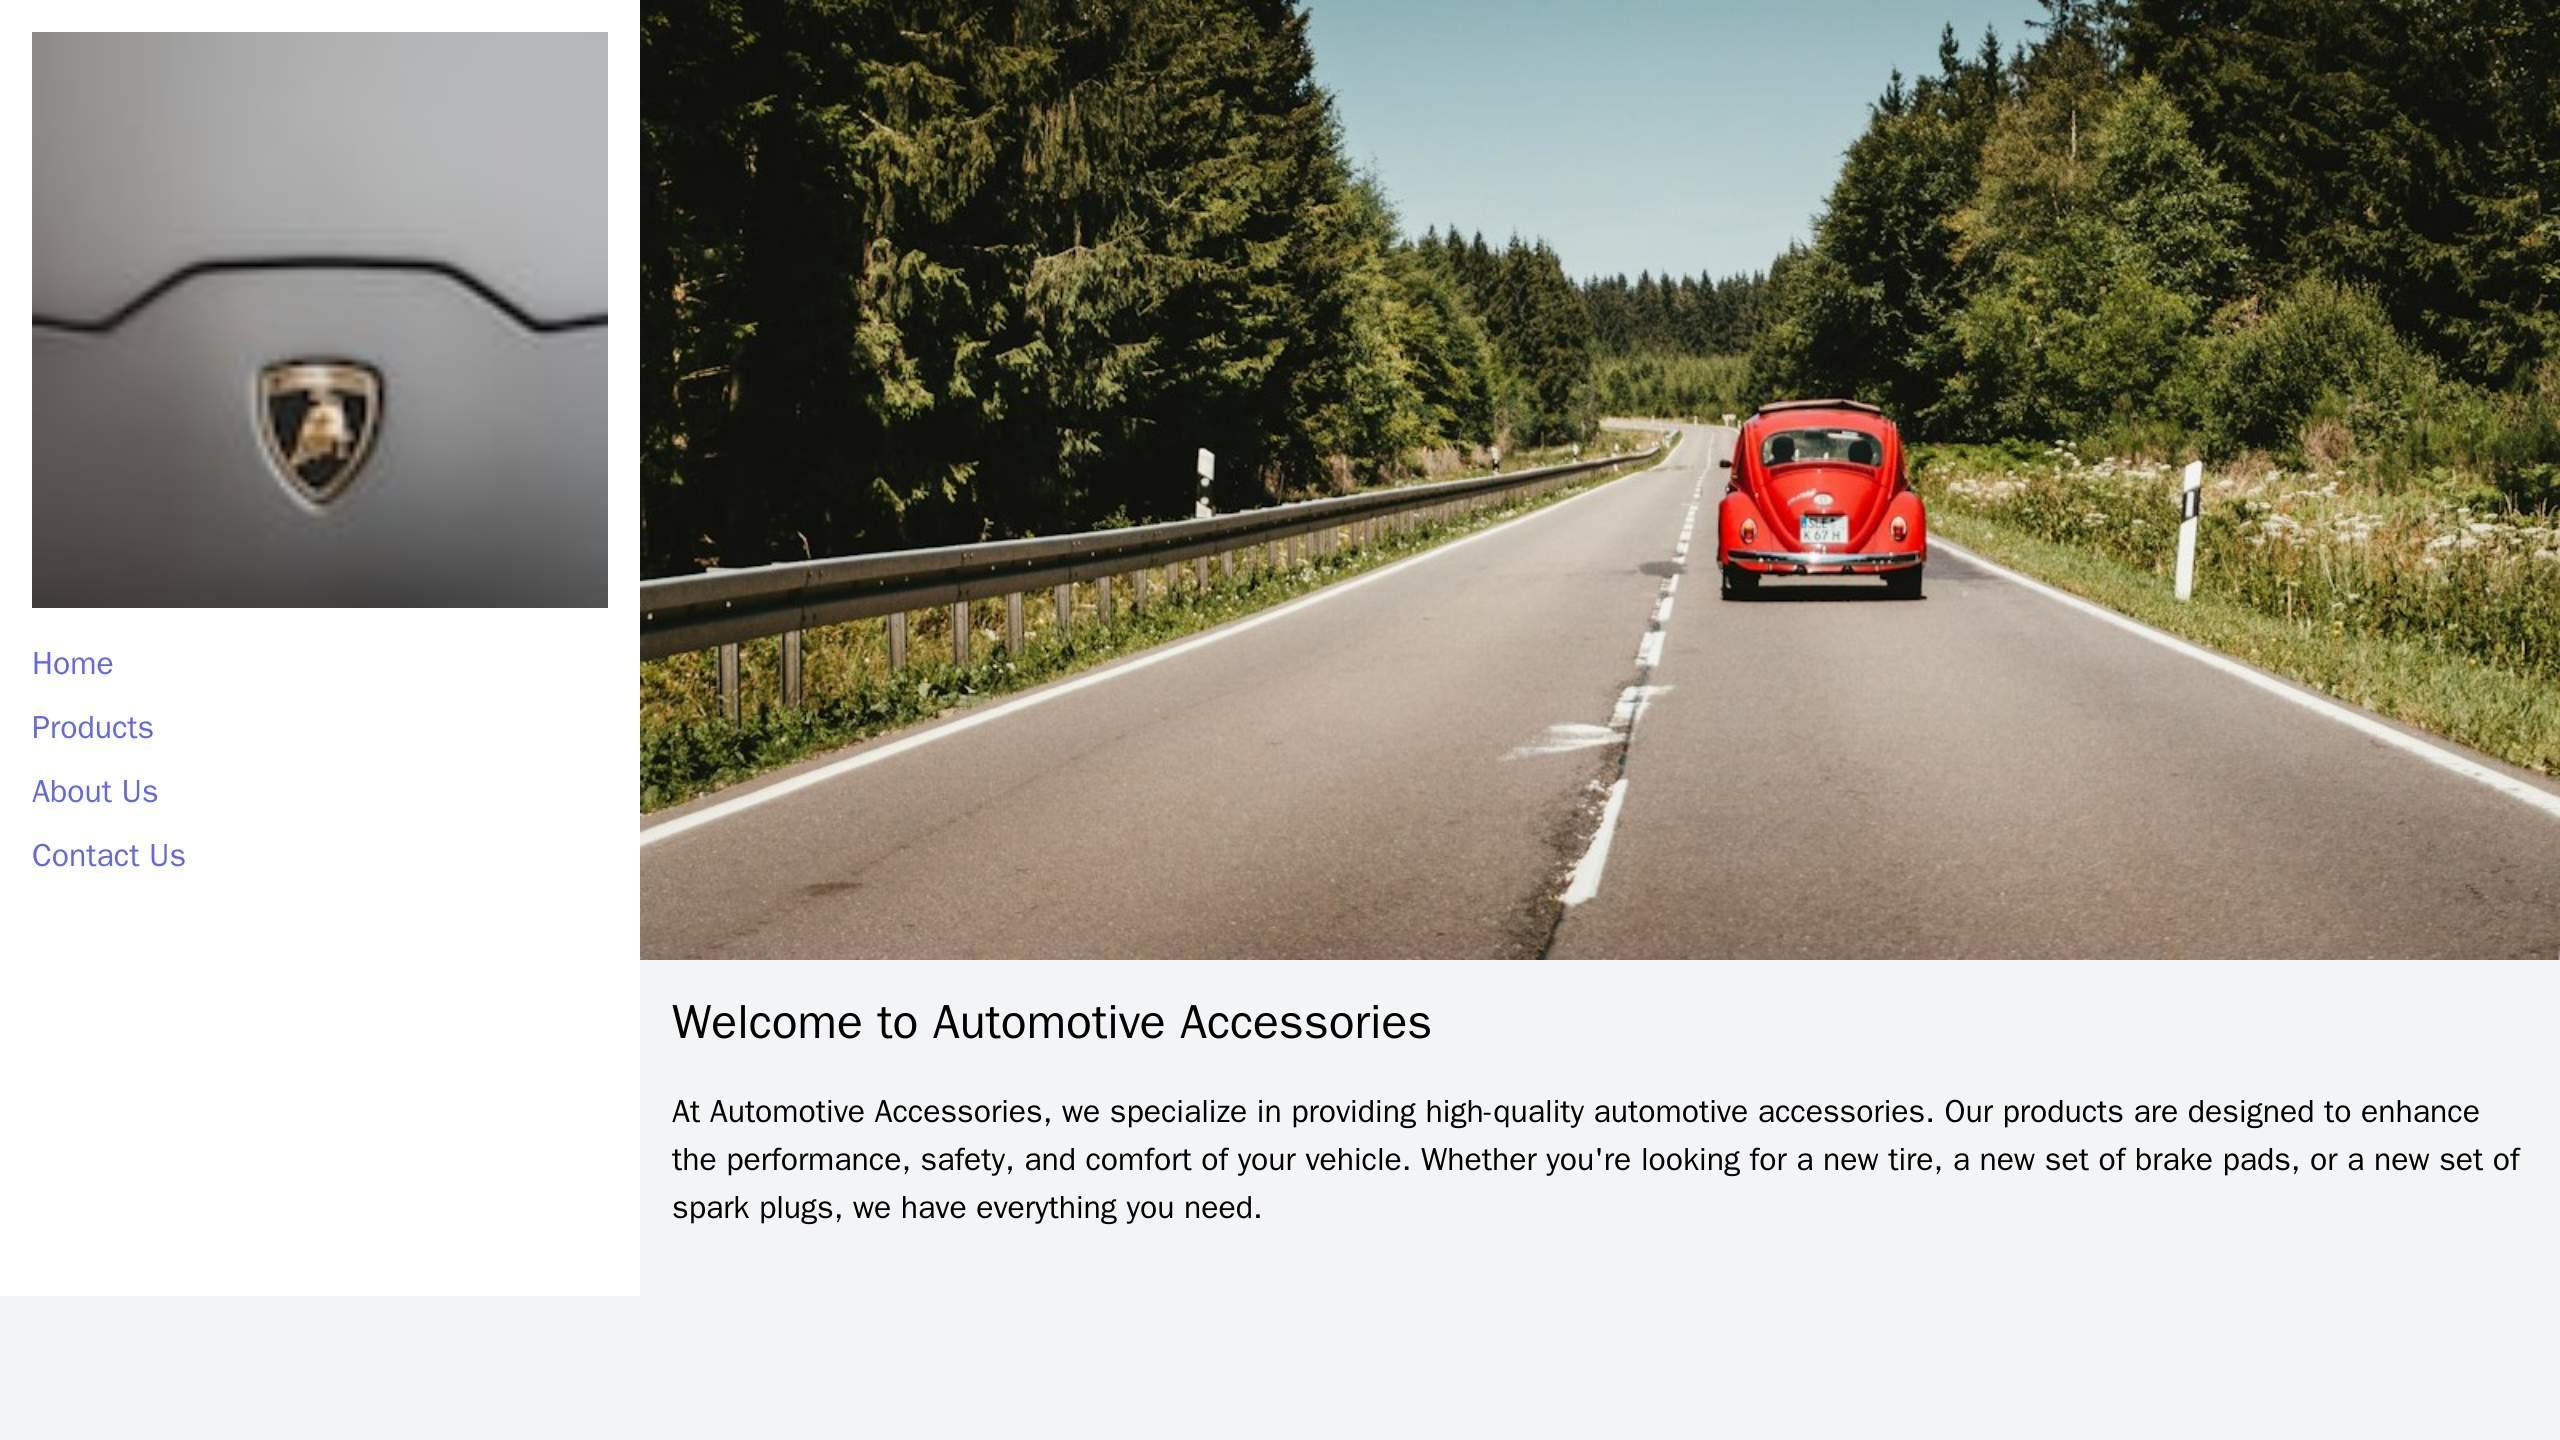 Home
Products
About Us
Contact Us
Welcome to Automotive Accessories
At Automotive Accessories, we specialize in providing high-quality automotive accessories. Our products are designed to enhance
the performance, safety, and comfort of your vehicle. Whether you're looking for a new tire, a new set of brake pads, or a new set of
spark plugs, we have everything you need.